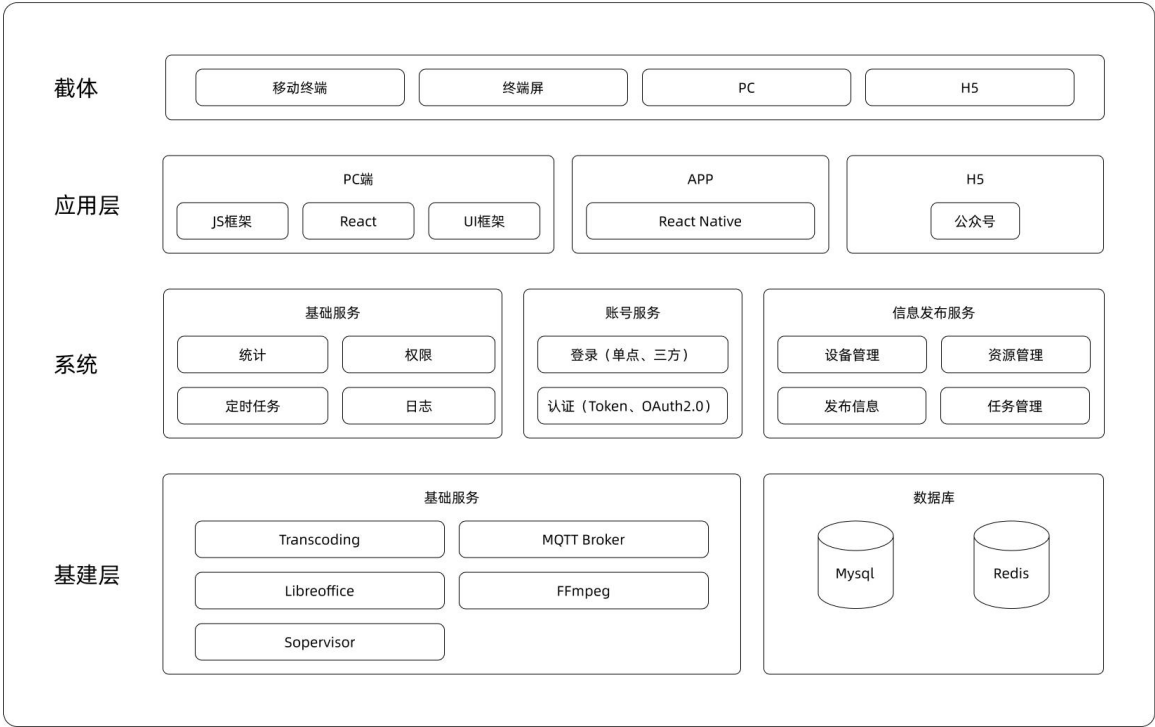 截体
移动终端
终端屏
PC
H5
应用层
PC端
JS框架
React
UI框架
APP
React Native
H5
公众号
系统
基础服务
统计
权限
定时任务
日志
账号服务
登录（单点、三方）
认证（Token、OAuth2.0）
信息发布服务
设备管理
资源管理
发布信息
任务管理
基建层
基础服务
Transcoding
MQTT Broker
Libreoffice
FFmpeg
Sopervisor
数据库
Mysql
Redis